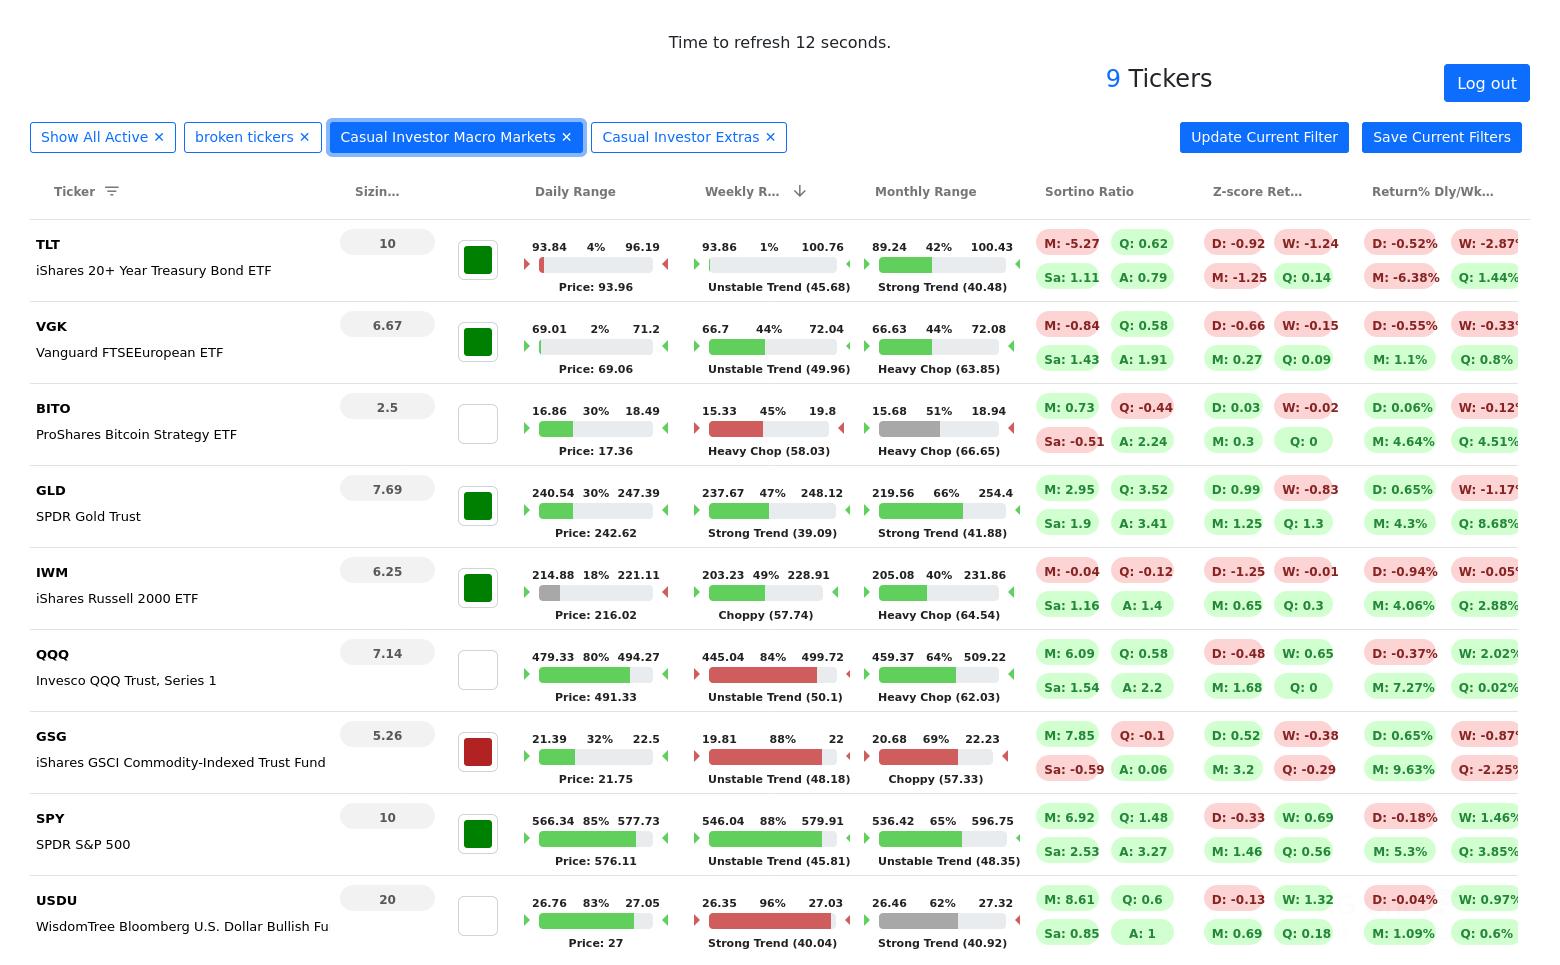 Time to refresh 12 seconds.
9 Tickers
Log out
Show All Active ✕ broken tickers ✕ Casual Investor Macro Markets ✕ Casual Investor Extras ✕ Update Current Filter Save Current Filters
Ticker Sizin… Daily Range Weekly R… Monthly Range Sortino Ratio Z-score Ret… Return% Dly/Wk…
TLT 10 93.84 4% 96.19 93.86 1% 100.76 89.24 42% 100.43 M: -5.27 Q: 0.62 D: -0.92 W: -1.24 D: -0.52% W: -2.87%
iShares 20+ Year Treasury Bond ETF Sa: 1.11 A: 0.79 M: -1.25 Q: 0.14 M: -6.38% Q: 1.44%
Price: 93.96 Unstable Trend (45.68) Strong Trend (40.48)
VGK 6.67 69.01 2% 71.2 66.7 44% 72.04 66.63 44% 72.08 M: -0.84 Q: 0.58 D: -0.66 W: -0.15 D: -0.55% W: -0.33%
Vanguard FTSEEuropean ETF Sa: 1.43 A: 1.91 M: 0.27 Q: 0.09 M: 1.1% Q: 0.8%
Price: 69.06 Unstable Trend (49.96) Heavy Chop (63.85)
BITO 2.5 16.86 30% 18.49 15.33 45% 19.8 15.68 51% 18.94 M: 0.73 Q: -0.44 D: 0.03 W: -0.02 D: 0.06% W: -0.12%
ProShares Bitcoin Strategy ETF Sa: -0.51 A: 2.24 M: 0.3 Q: 0 M: 4.64% Q: 4.51%
Price: 17.36 Heavy Chop (58.03) Heavy Chop (66.65)
GLD 7.69 240.54 30% 247.39 237.67 47% 248.12 219.56 66% 254.4 M: 2.95 Q: 3.52 D: 0.99 W: -0.83 D: 0.65% W: -1.17%
SPDR Gold Trust Sa: 1.9 A: 3.41 M: 1.25 Q: 1.3 M: 4.3% Q: 8.68%
Price: 242.62 Strong Trend (39.09) Strong Trend (41.88)
IWM 6.25 214.88 18% 221.11 203.23 49% 228.91 205.08 40% 231.86 M: -0.04 Q: -0.12 D: -1.25 W: -0.01 D: -0.94% W: -0.05%
iShares Russell 2000 ETF Sa: 1.16 A: 1.4 M: 0.65 Q: 0.3 M: 4.06% Q: 2.88%
Price: 216.02 Choppy (57.74) Heavy Chop (64.54)
QQQ 7.14 479.33 80% 494.27 445.04 84% 499.72 459.37 64% 509.22 M: 6.09 Q: 0.58 D: -0.48 W: 0.65 D: -0.37% W: 2.02%
Invesco QQQ Trust, Series 1 Sa: 1.54 A: 2.2 M: 1.68 Q: 0 M: 7.27% Q: 0.02%
Price: 491.33 Unstable Trend (50.1) Heavy Chop (62.03)
GSG 5.26 21.39 32% 22.5 19.81 88% 22 20.68 69% 22.23 M: 7.85 Q: -0.1 D: 0.52 W: -0.38 D: 0.65% W: -0.87%
iShares GSCI Commodity-Indexed Trust Fund Sa: -0.59 A: 0.06 M: 3.2 Q: -0.29 M: 9.63% Q: -2.25%
Price: 21.75 Unstable Trend (48.18) Choppy (57.33)
SPY 10 566.34 85% 577.73 546.04 88% 579.91 536.42 65% 596.75 M: 6.92 Q: 1.48 D: -0.33 W: 0.69 D: -0.18% W: 1.46%
SPDR S&P 500 Sa: 2.53 A: 3.27 M: 1.46 Q: 0.56 M: 5.3% Q: 3.85%
Price: 576.11 Unstable Trend (45.81) Unstable Trend (48.35)
USDU 20 26.76 83% 27.05 26.35 96% 27.03 26.46 62% 27.32 M: 8.61 Q: 0.6 D: -0.13 W: 1.32 D: -0.04% W: 0.97%
WisdomTree Bloomberg U.S. Dollar Bullish Fu Sa: 0.85 A: 1 M: 0.69 Q: 0.18 M: 1.09% Q: 0.6%
Price: 27 Strong Trend (40.04) Strong Trend (40.92)